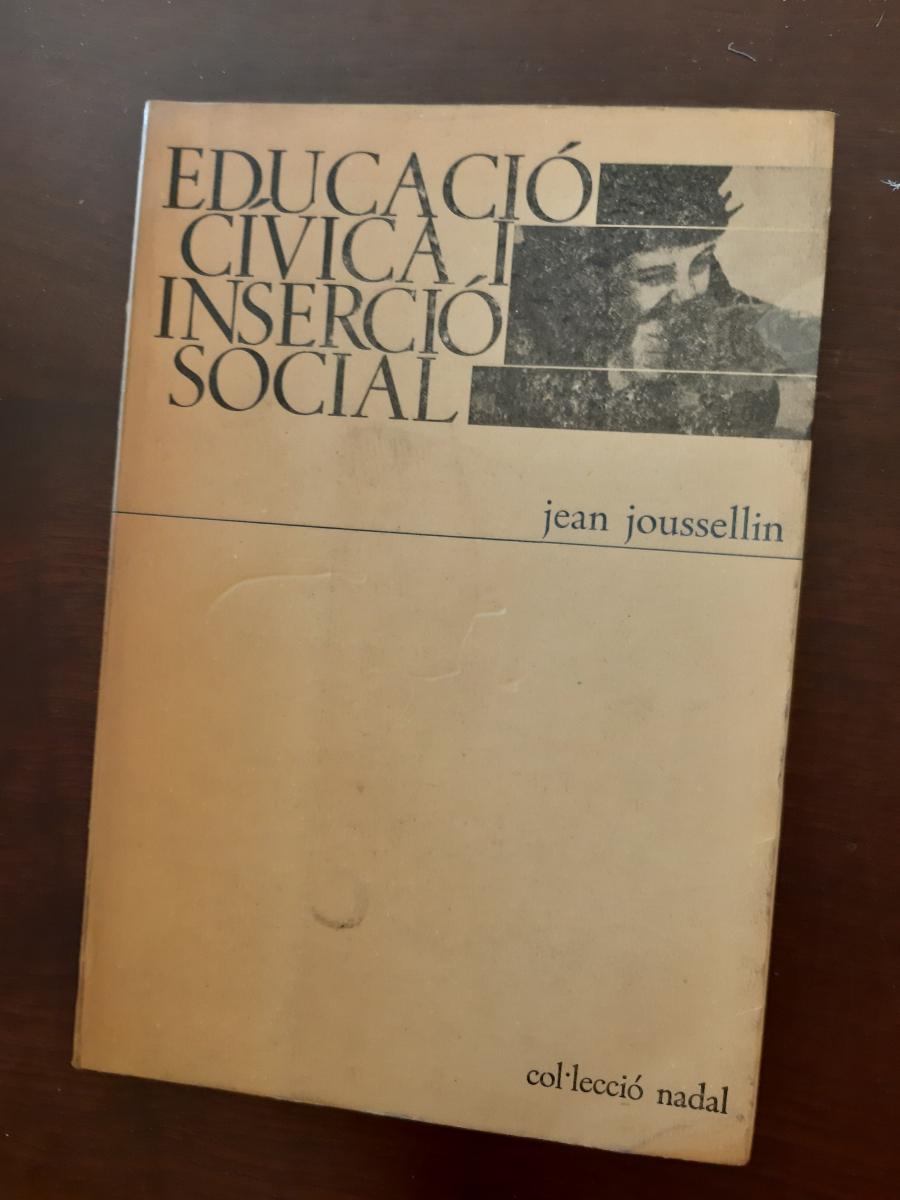 EDUCACIÓ
CÍVICA I
INSERCIÓ
SOCIAL
jean joussellin
col·lecció nadal